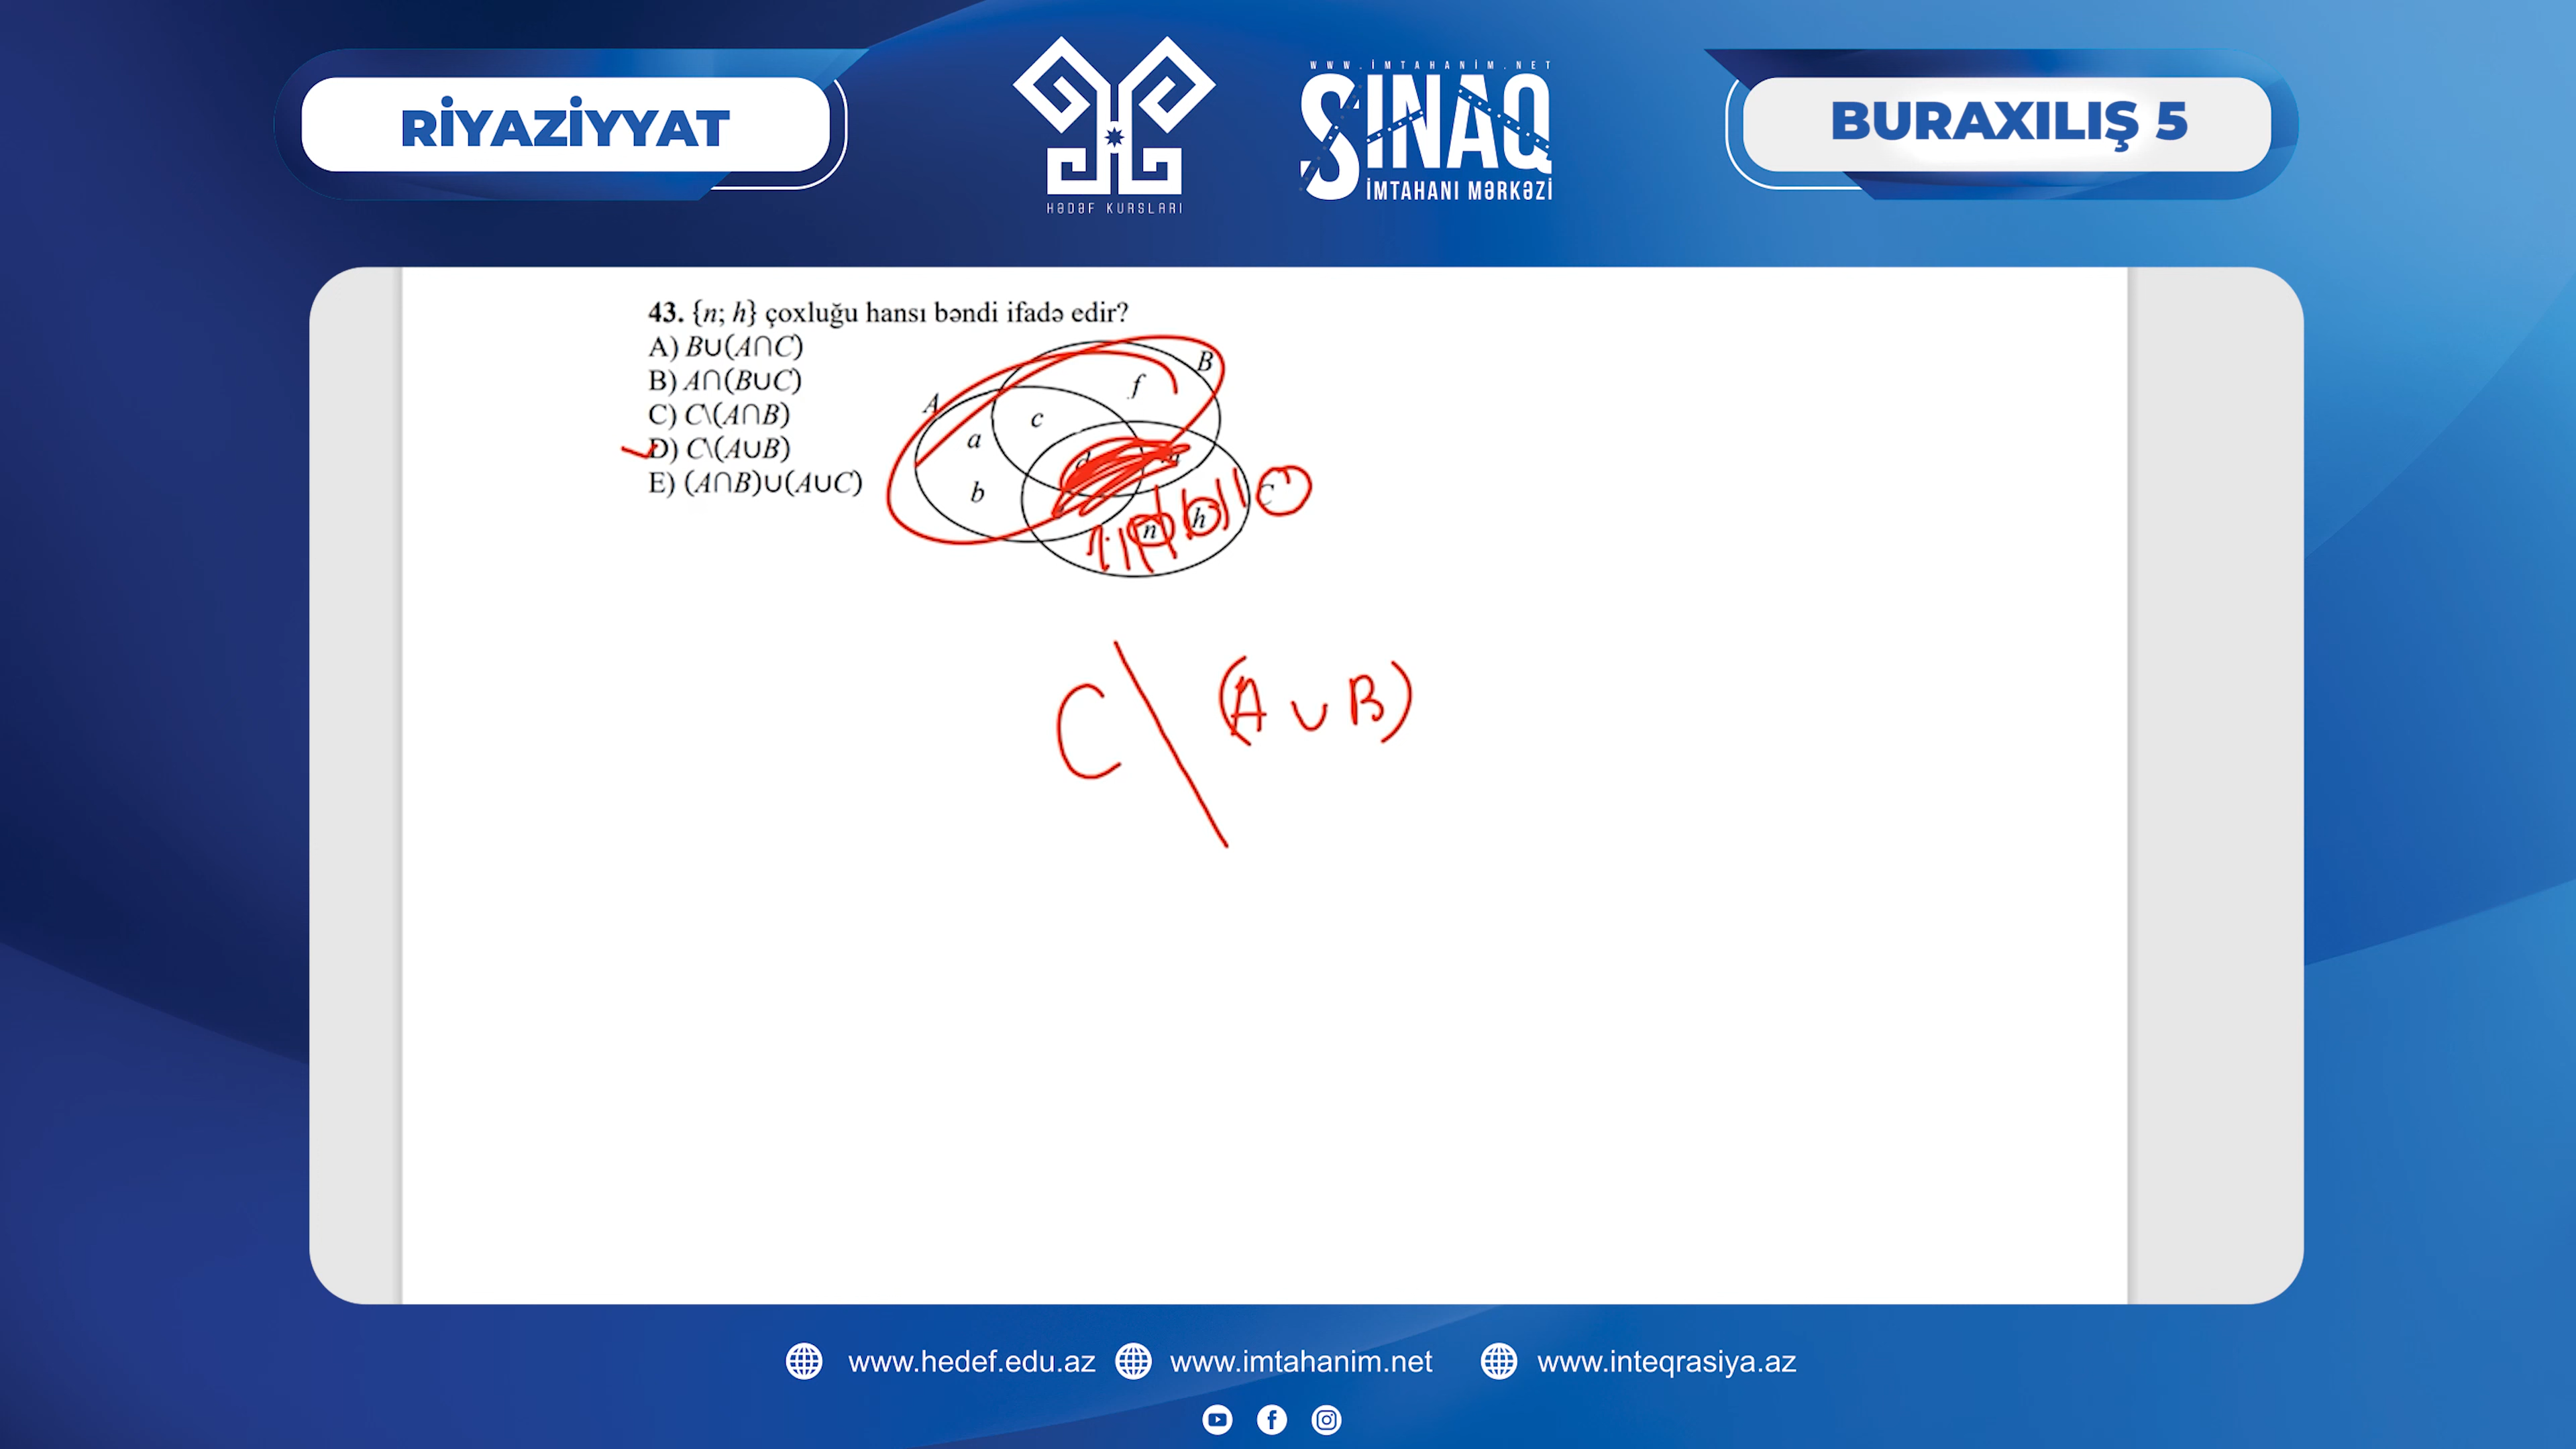 RİYAZİYYAT
HƏDƏF KURSLARI
WWW.İMTAHANİM.NET
SINAQ
İMTAHANI MƏRKƏZİ
BURAXILIŞ 5
43. {n; h} çoxluğu hansı bəndi ifadə edir?
A) B∪(A∩C)
B) A∩(B∪C)
C) C\(A∩B)
D) C\(A∪B)
E) (A∩B)∪(A∪C)
B
f
A
c
a
d
b
C
n
h
C \ (A ∪ B)
www.hedef.edu.az
www.imtahanim.net
www.inteqrasiya.az